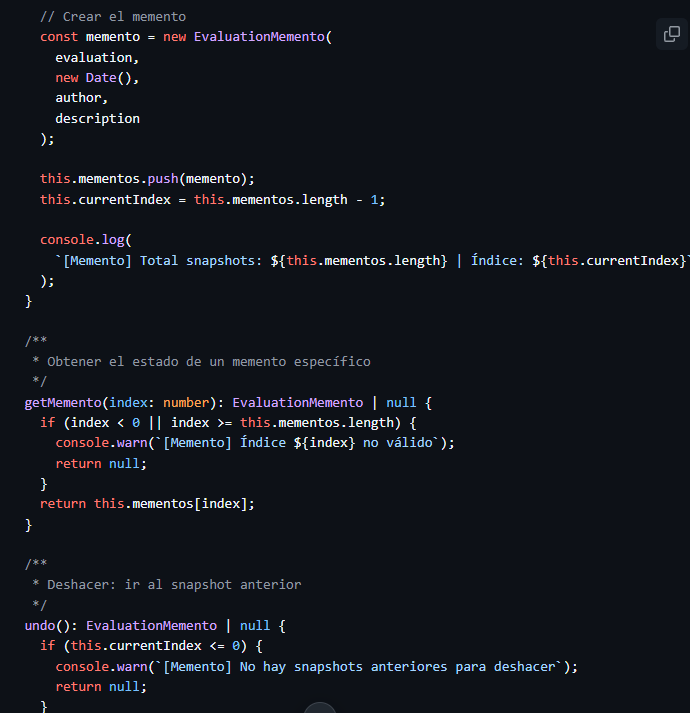 // Crear el memento
const memento = new EvaluationMemento(
evaluation,
new Date(),
author,
description
);
this.mementos.push(memento);
this.currentIndex = this.mementos.length - 1;
console.log(
`[Memento] Total snapshots: ${this.mementos.length} | Índice: ${this.currentIndex}`
);
}
/**
* Obtener el estado de un memento específico
*/
getMemento(index: number): EvaluationMemento | null {
if (index < 0 || index >= this.mementos.length) {
console.warn(`[Memento] Índice ${index} no válido`);
return null;
}
return this.mementos[index];
}
/**
* Deshacer: ir al snapshot anterior
*/
undo(): EvaluationMemento | null {
if (this.currentIndex <= 0) {
console.warn(`[Memento] No hay snapshots anteriores para deshacer`);
return null;
}